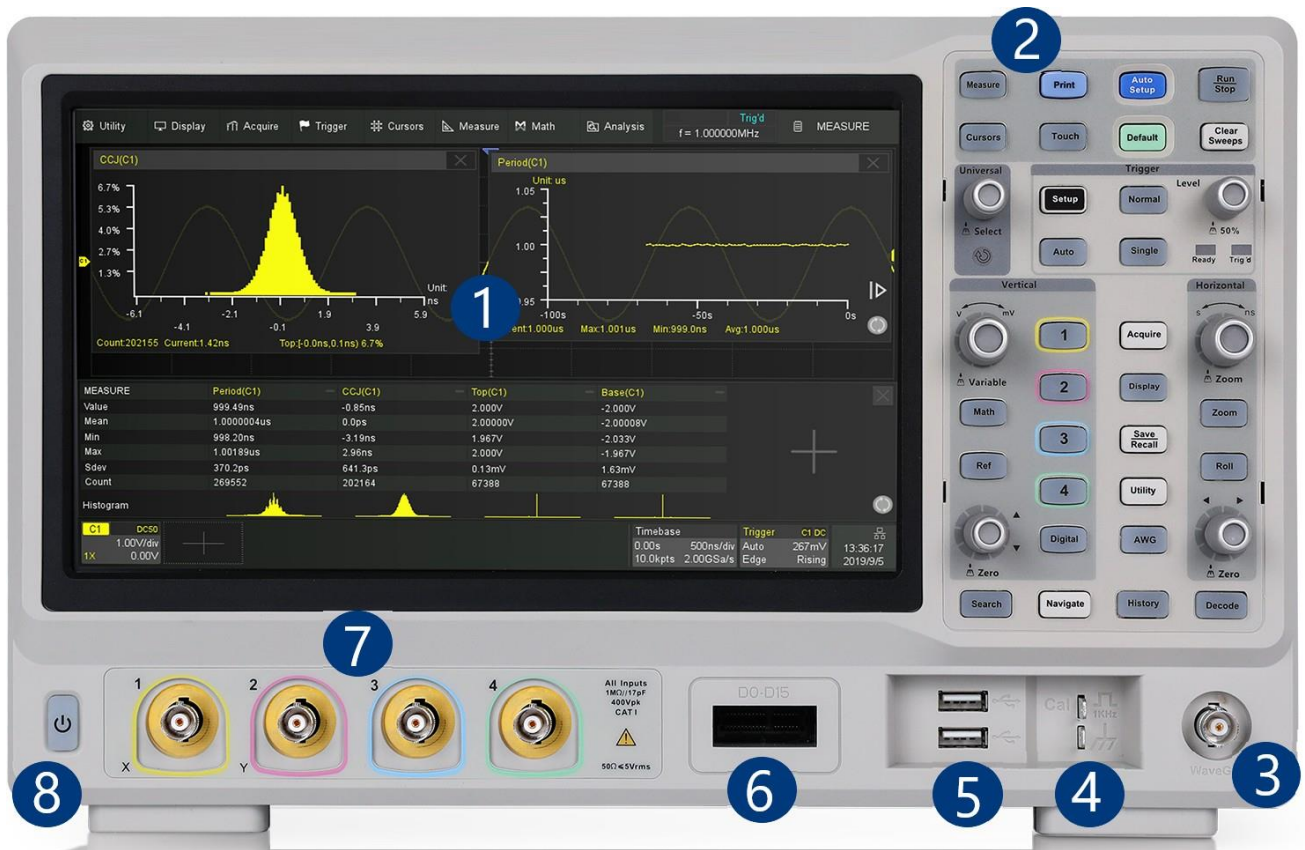 2
Measure
Print
Auto
Setup
Run
Stop
Cursors
Touch
Default
Clear
Sweeps
Universal
Select
Trigger
Setup
Normal
Level
50%
Auto
Single
Ready Trig'd
Vertical
V mV
Variable
1
2
3
4
Math
Ref
Digital
Zero
Acquire
Display
Save
Recall
Utility
AWG
Horizontal
s ns
Zoom
Zoom
Roll
Zero
Search
Navigate
History
Decode
Utility Display Acquire Trigger Cursors Measure Math Analysis
Trig'd
f = 1.000000MHz
MEASURE
CCJ(C1)
6.7%
5.3%
4.0%
2.7%
1.3%
C1
-6.1 -4.1 -2.1 -0.1 1.9 3.9 5.9
Unit:
ns
Count:202155 Current:1.42ns Top:[-0.0ns,0.1ns) 6.7%
1
Period(C1)
Unit: us
1.05
1.00
0.95
-100s -50s 0s
Max:1.001us Min:999.0ns Avg:1.000us
MEASURE Period(C1) CCJ(C1) Top(C1) Base(C1)
Value 999.49ns -0.85ns 2.000V -2.000V
Mean 1.0000004us 0.0ps 2.00000V -2.00008V
Min 998.20ns -3.19ns 1.967V -2.033V
Max 1.00189us 2.96ns 2.000V -1.967V
Sdev 370.2ps 641.3ps 0.13mV 1.63mV
Count 269552 202164 67388 67388
Histogram
C1 DC50
1.00V/div
1X 0.00V
Timebase
0.00s 500ns/div
10.0kpts 2.00GSa/s
Trigger C1 DC
Auto 267mV
Edge Rising
13:36:17
2019/9/5
7
1
X
2
Y
3
4
All Inputs
1MΩ//17pF
400Vpk
CAT I
50Ω ≤5Vrms
D0-D15
Cal
1KHz
8
6
5
4
3